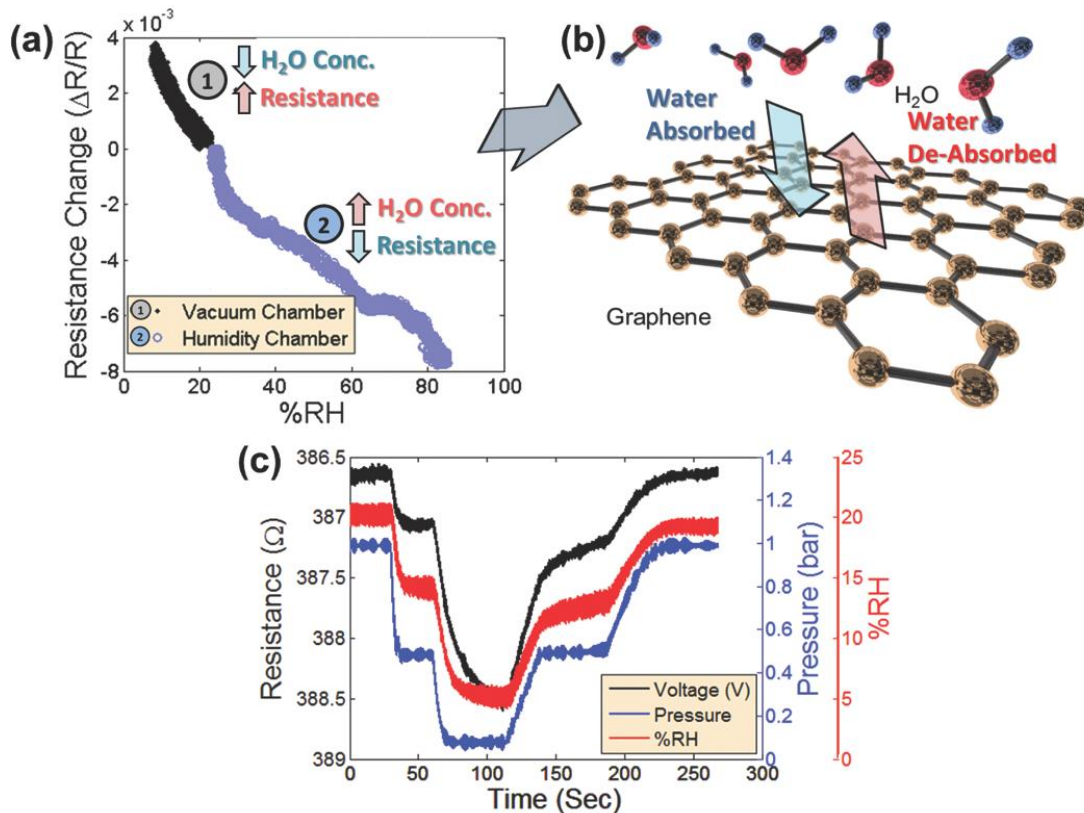 (a)
× 10⁻³
4
2
0
-2
-4
-6
-8
Resistance Change (ΔR/R)
1
H₂O Conc.
Resistance
2
H₂O Conc.
Resistance
1 Vacuum Chamber
2 Humidity Chamber
0 20 40 60 80 100
%RH
(b)
H₂O
Water
Absorbed
Water
De-Absorbed
Graphene
(c)
386.5
387
387.5
388
388.5
389
Resistance (Ω)
1.4
1.2
1
0.8
0.6
0.4
0.2
0
Pressure (bar)
25
20
15
10
5
0
%RH
Voltage (V)
Pressure
%RH
0 50 100 150 200 250 300
Time (Sec)